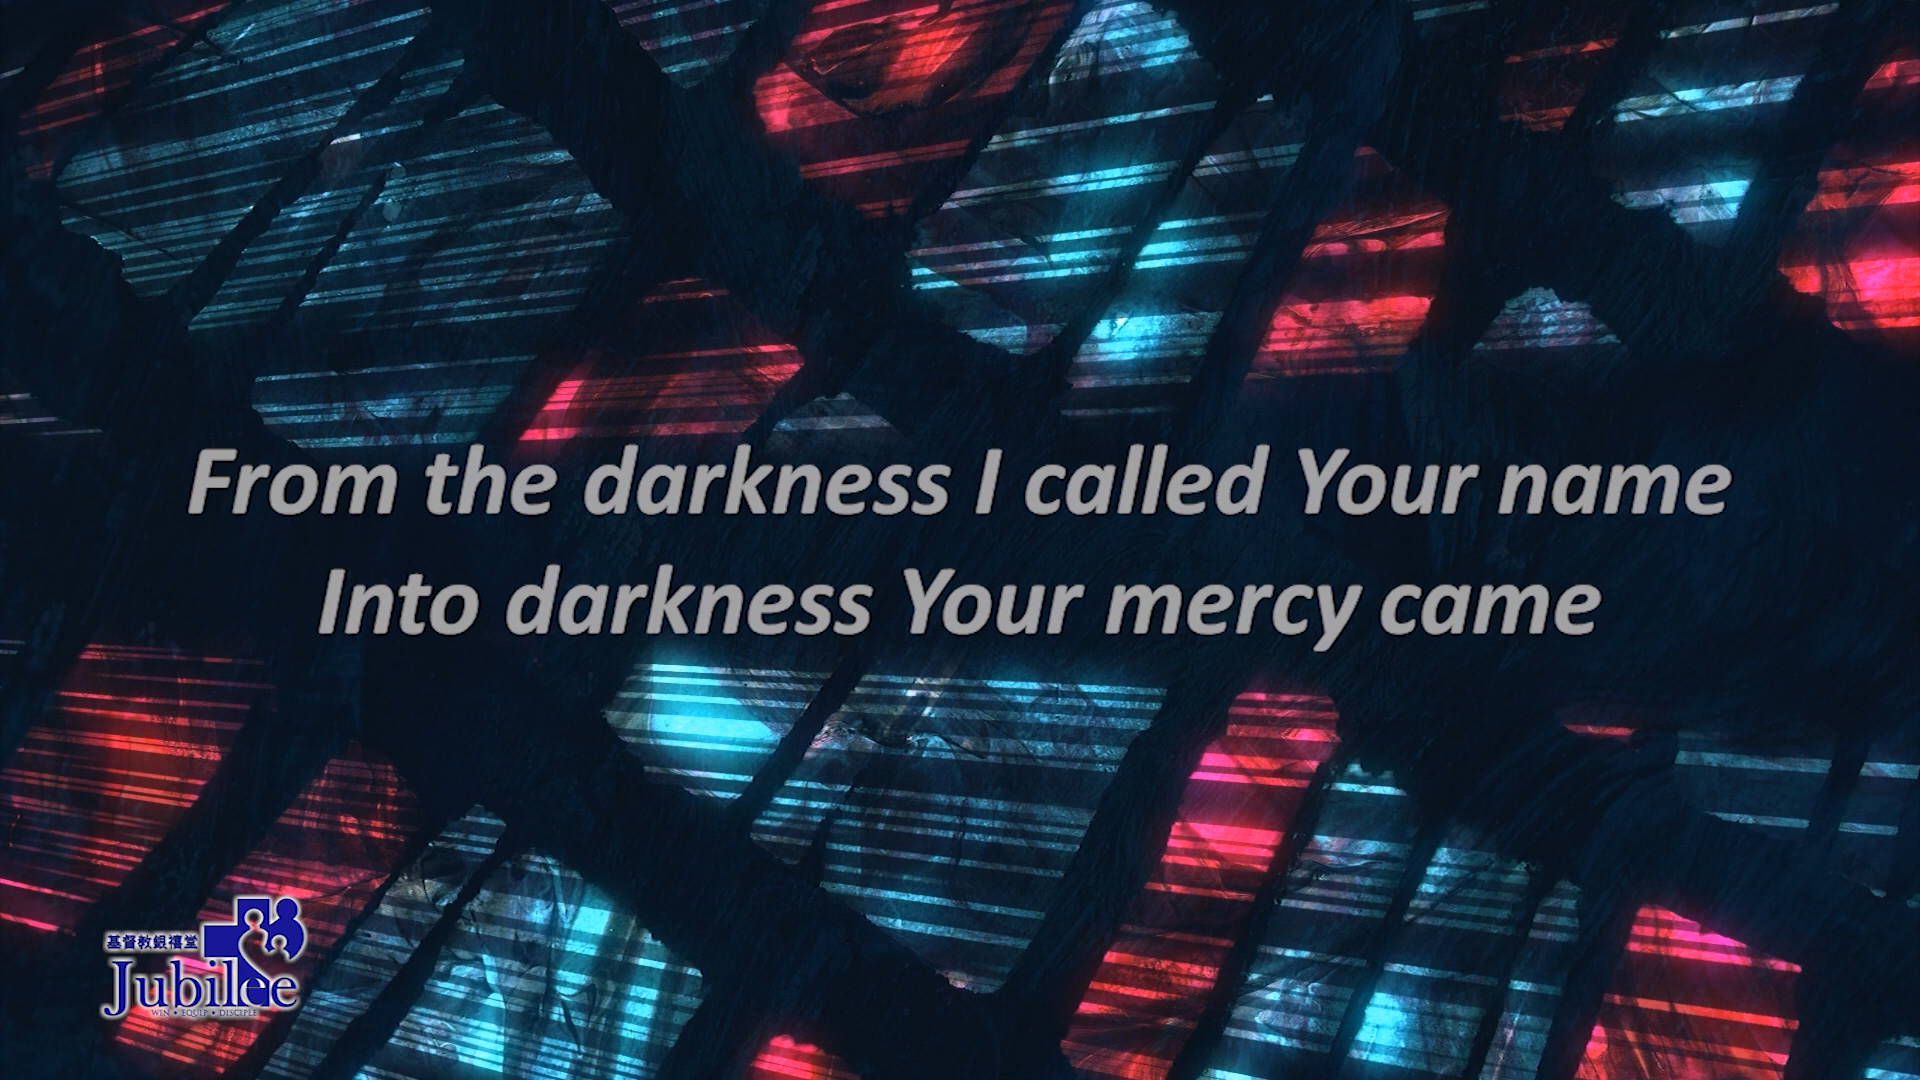 From the darkness I called Your name
Into darkness Your mercy came
基督教銀禧堂
Jubilee
WIN • EQUIP • DISCIPLE